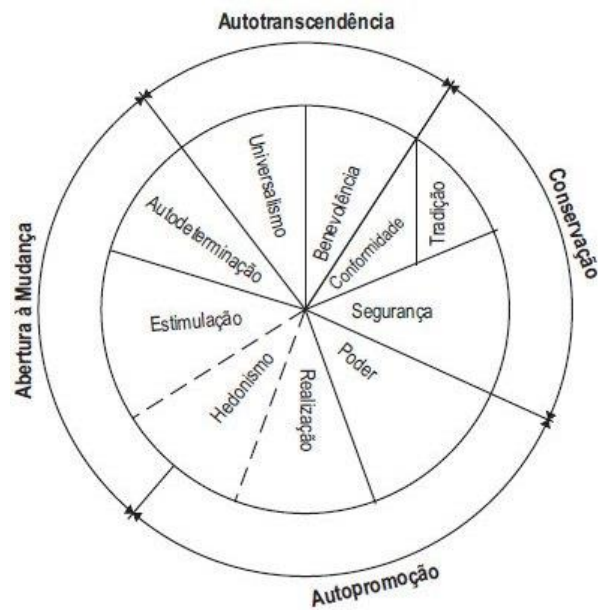 Autotranscendência
Universalismo
Benevolência
Conformidade
Tradição
Conservação
Autodeterminação
Abertura à Mudança
Estimulação
Segurança
Poder
Hedonismo
Realização
Autopromoção